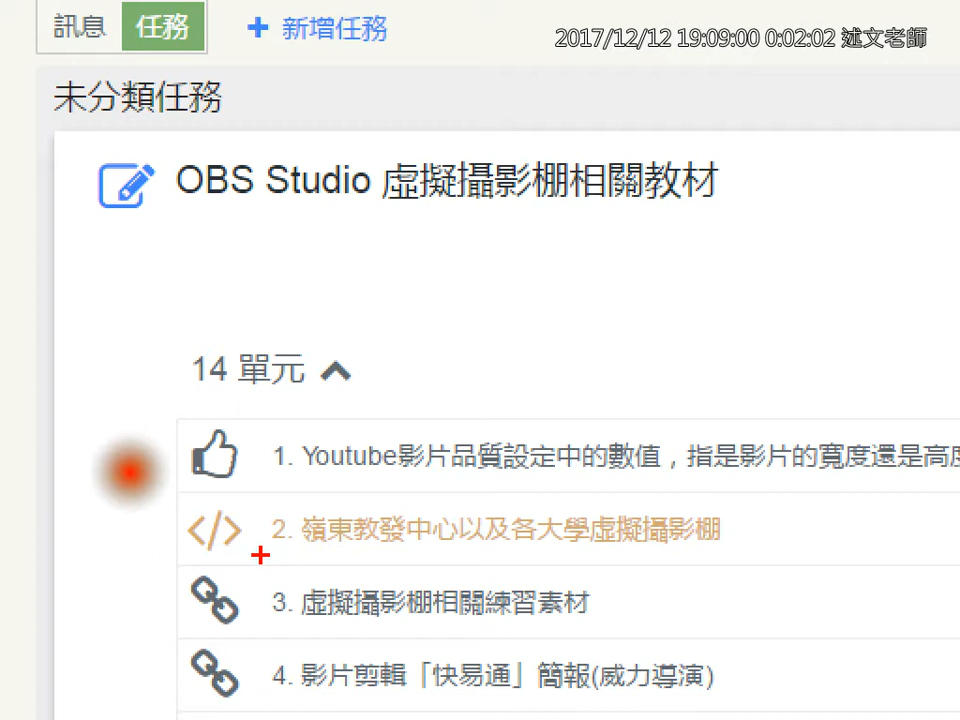 訊息 任務 + 新增任務
2017/12/12 19:09:00 0:02:02 述文老師
未分類任務
OBS Studio 虛擬攝影棚相關教材
14 單元
1. Youtube影片品質設定中的數值，指是影片的寬度還是高度
</> 2. 嶺東教發中心以及各大學虛擬攝影棚
3. 虛擬攝影棚相關練習素材
4. 影片剪輯「快易通」簡報(威力導演)